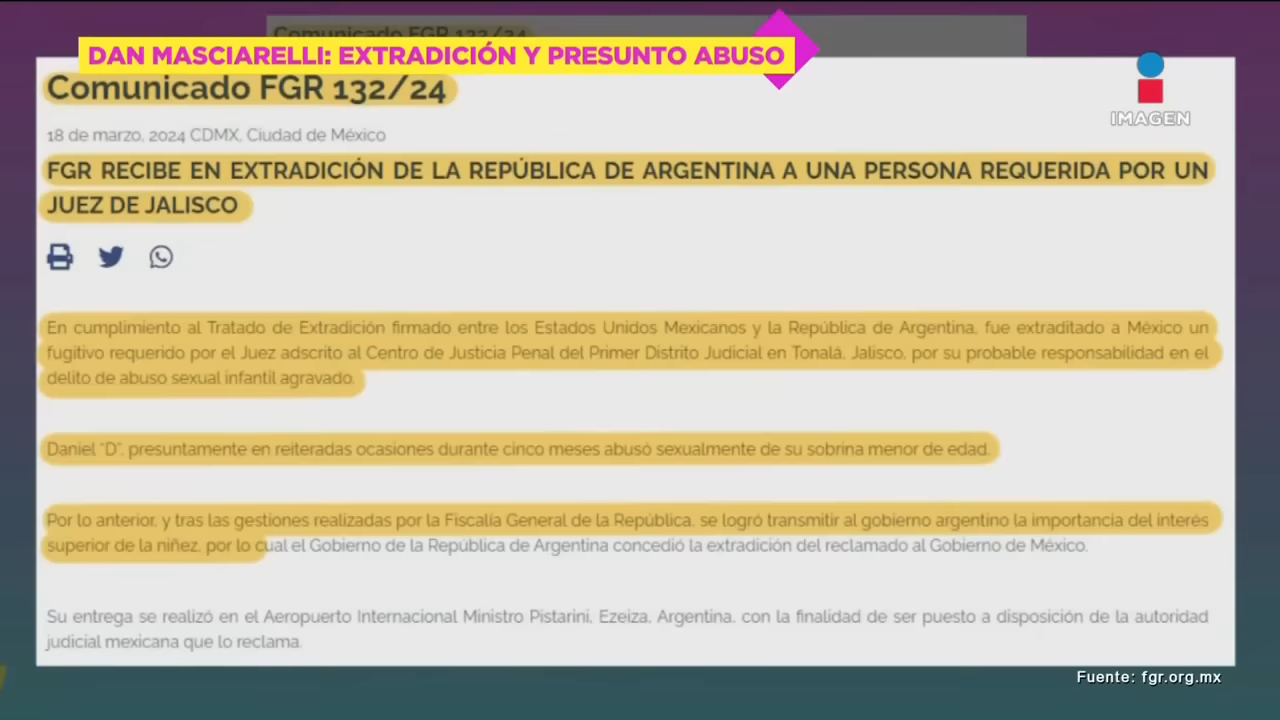 Comunicado FGR 132/24
DAN MASCIARELLI: EXTRADICIÓN Y PRESUNTO ABUSO
Comunicado FGR 132/24
IMAGEN
18 de marzo, 2024 CDMX, Ciudad de México
FGR RECIBE EN EXTRADICIÓN DE LA REPÚBLICA DE ARGENTINA A UNA PERSONA REQUERIDA POR UN
JUEZ DE JALISCO
En cumplimiento al Tratado de Extradición firmado entre los Estados Unidos Mexicanos y la República de Argentina, fue extraditado a México un
fugitivo requerido por el Juez adscrito al Centro de Justicia Penal del Primer Distrito Judicial en Tonalá, Jalisco, por su probable responsabilidad en el
delito de abuso sexual infantil agravado.
Daniel "D", presuntamente en reiteradas ocasiones durante cinco meses abusó sexualmente de su sobrina menor de edad.
Por lo anterior, y tras las gestiones realizadas por la Fiscalía General de la República, se logró transmitir al gobierno argentino la importancia del interés
superior de la niñez, por lo cual el Gobierno de la República de Argentina concedió la extradición del reclamado al Gobierno de México.
Su entrega se realizó en el Aeropuerto Internacional Ministro Pistarini, Ezeiza, Argentina, con la finalidad de ser puesto a disposición de la autoridad
judicial mexicana que lo reclama.
Fuente: fgr.org.mx